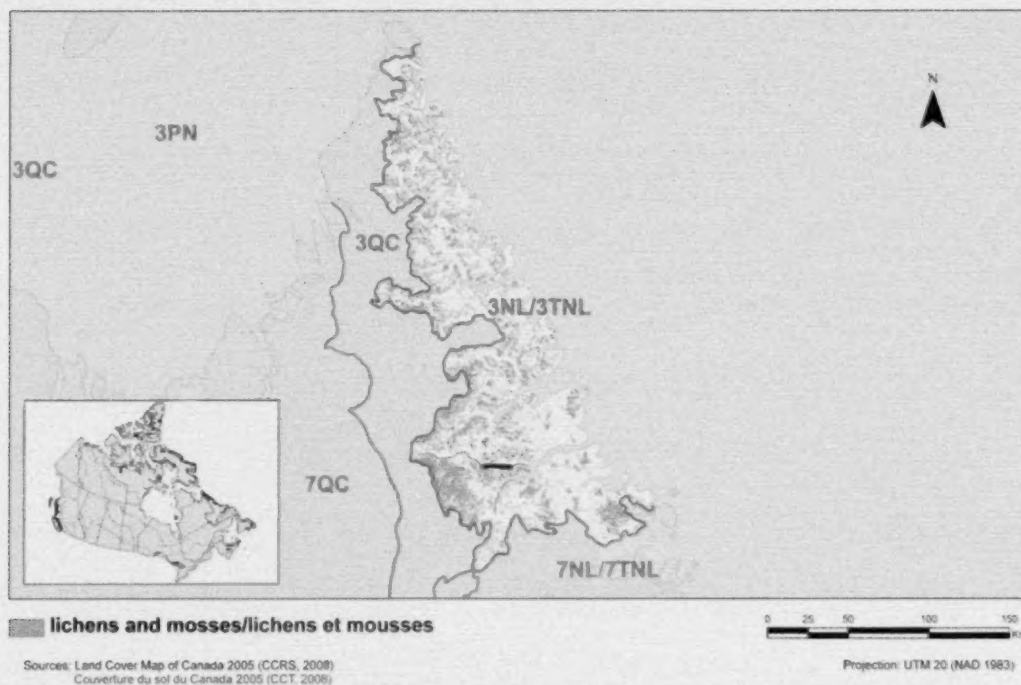 N
3PN
3QC
3QC
3NL/3TNL
7QC
7NL/7TNL
lichens and mosses/lichens et mousses
0 25 50 100 150
Sources: Land Cover Map of Canada 2005 (CCRS, 2008)
Couverture du sol du Canada 2005 (CCT, 2008)
Projection: UTM 20 (NAD 1983)